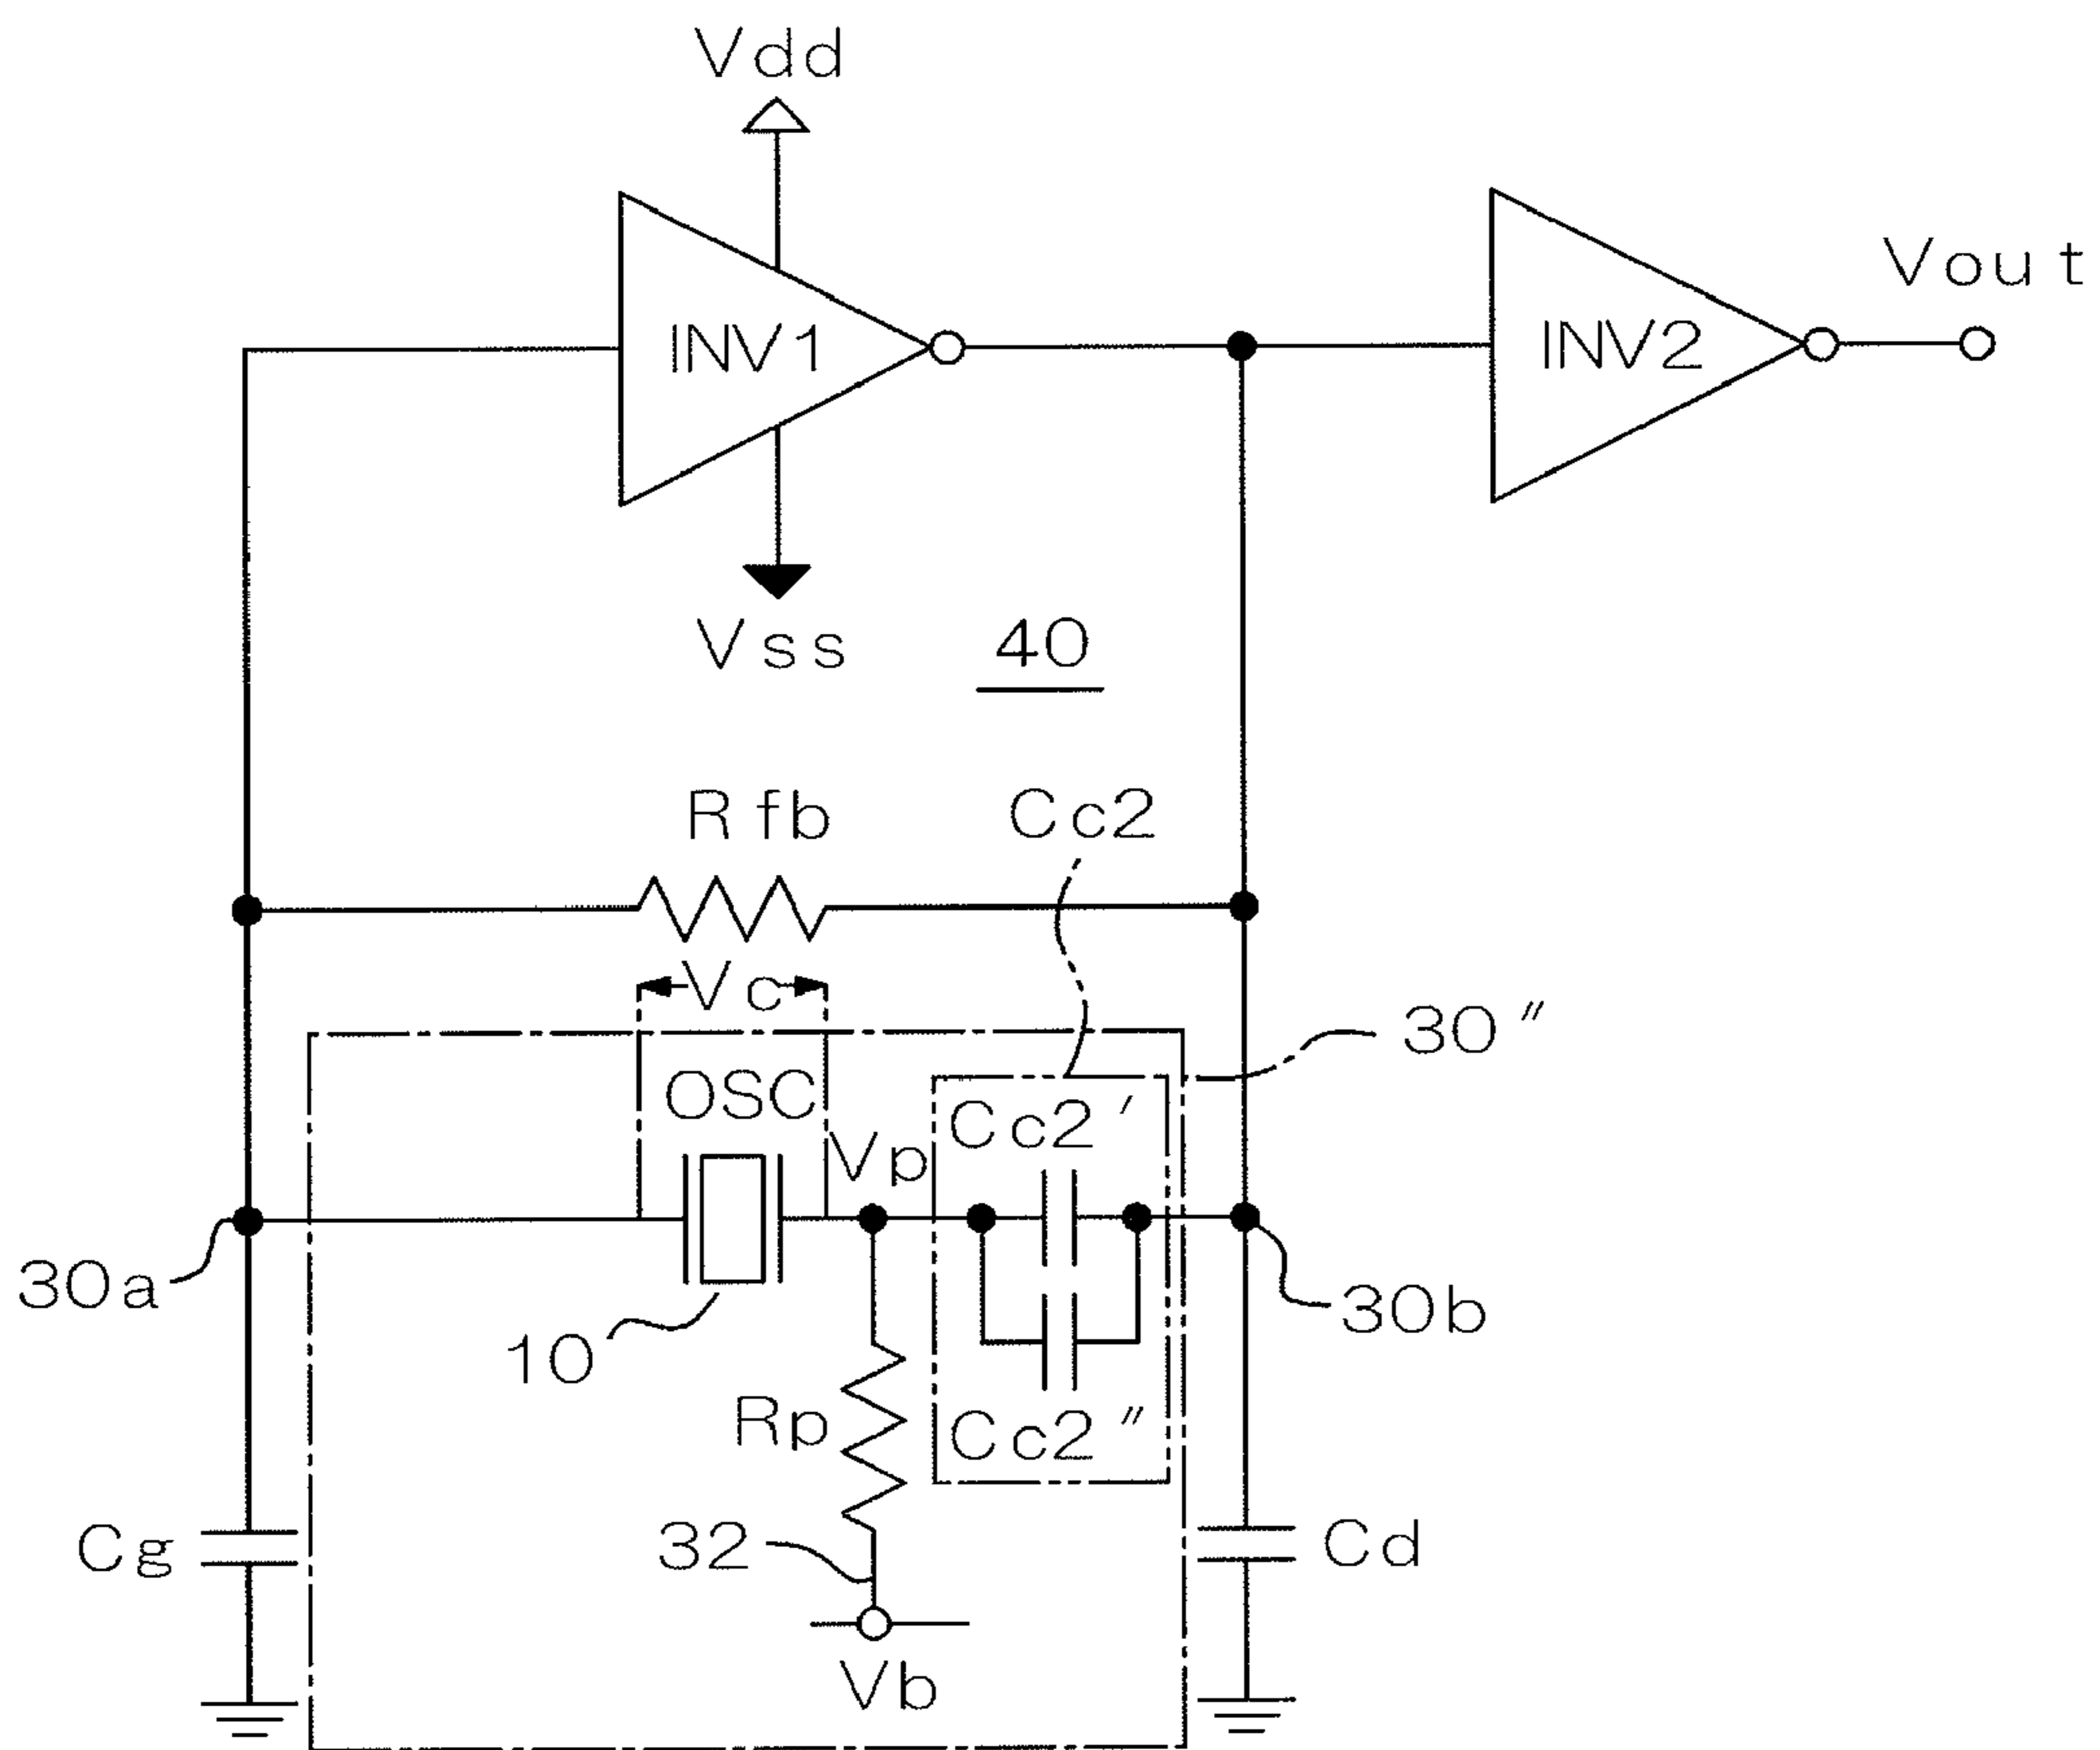 Vdd
Vout
INV1
INV2
Vss
40
Rfb
Cc2
Vc
30"
OSC
Cc2'
Vp
30a
30b
10
Rp
Cc2"
Cg
32
Cd
Vb